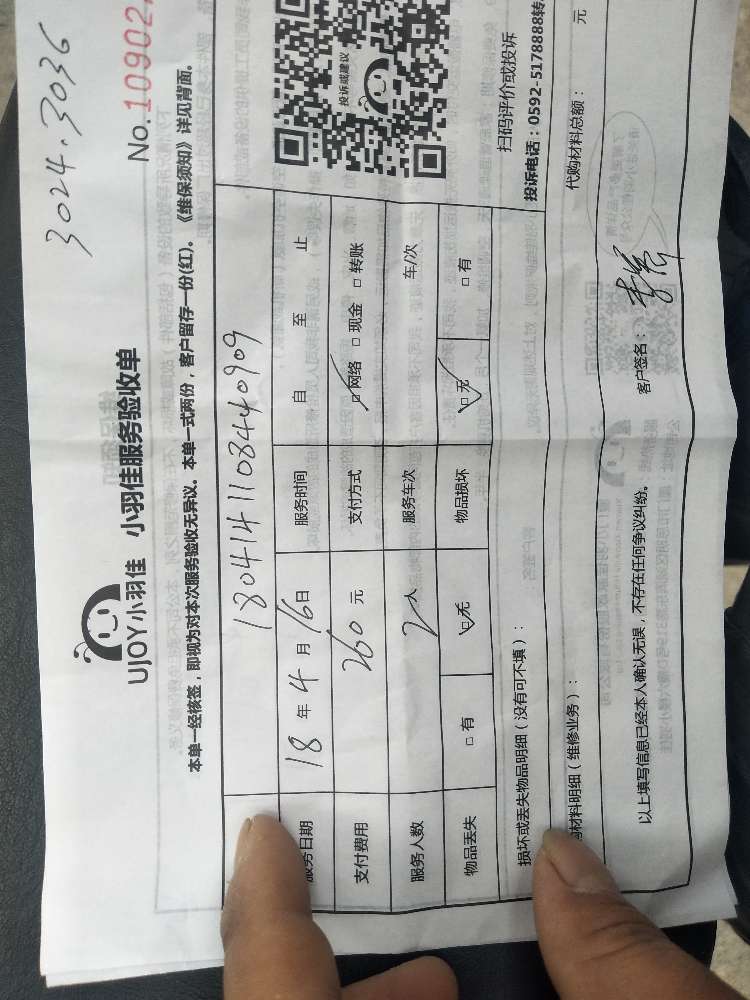 3024.3036
No.10902
UJOY小羽佳 小羽佳服务验收单
本单一经核签，即视为对本次服务验收无异议。本单一式两份，客户留存一份(红)。《维保须知》详见背面。
180414110844 0909
服务日期 18年4月16日 服务时间 自 至 止
支付费用 260元 支付方式 □网络 □现金 □转账
服务人数 2人 服务车次 车/次
物品丢失 □有 □无 物品损坏 □无 □有
投诉或建议
扫码评价或投诉
投诉电话：0592-5178888转
损坏或丢失物品明细（没有可不填）：
购材料明细（维修业务）： 代购材料总额： 元
以上填写信息已经本人确认无误，不存在任何争议纠纷。 客户签名：